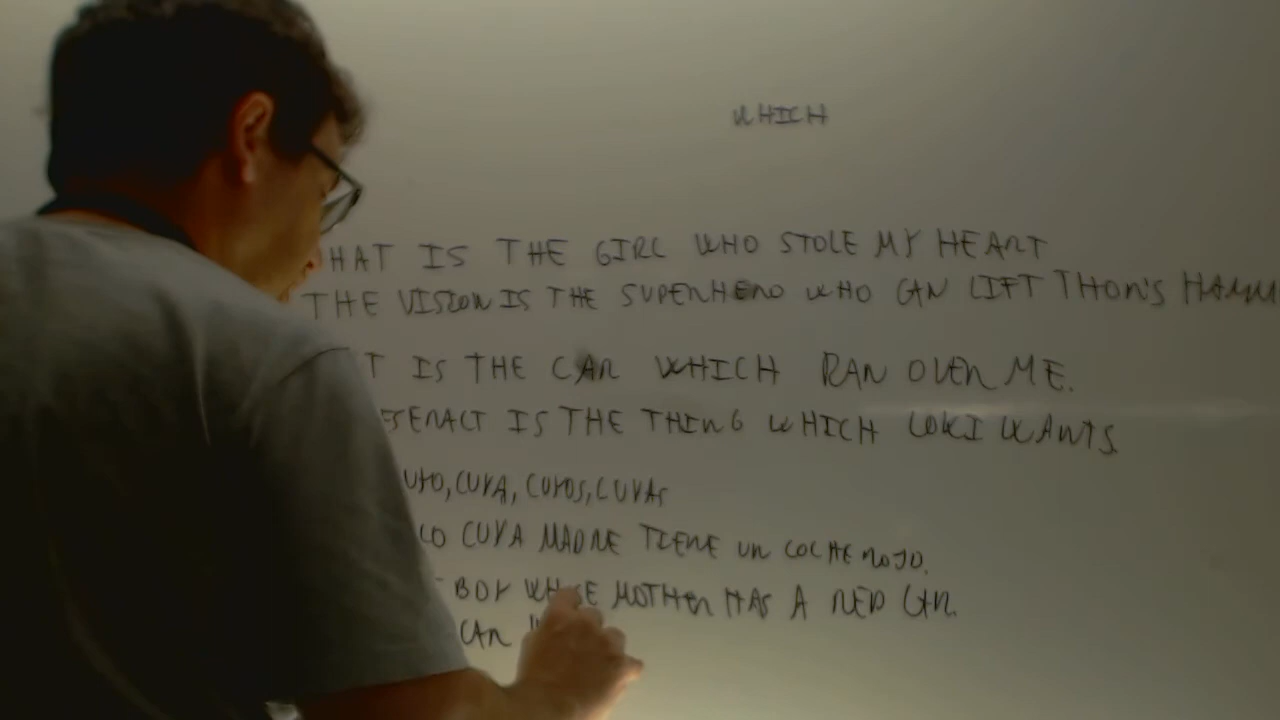 WHICH
HAT IS THE GIRL WHO STOLE MY HEART
THE VISION IS THE SUPERHERO WHO CAN LIFT THOR'S HAMM
T IS THE CAR WHICH RAN OVER ME.
ESERACT IS THE THING WHICH LOKI WANTS.
UYO, CUYA, CUYOS, CUYAS
CO CUYA MADRE TIENE UN COCHE ROJO.
BOY WHOSE MOTHER HAS A RED CAR.
CAR